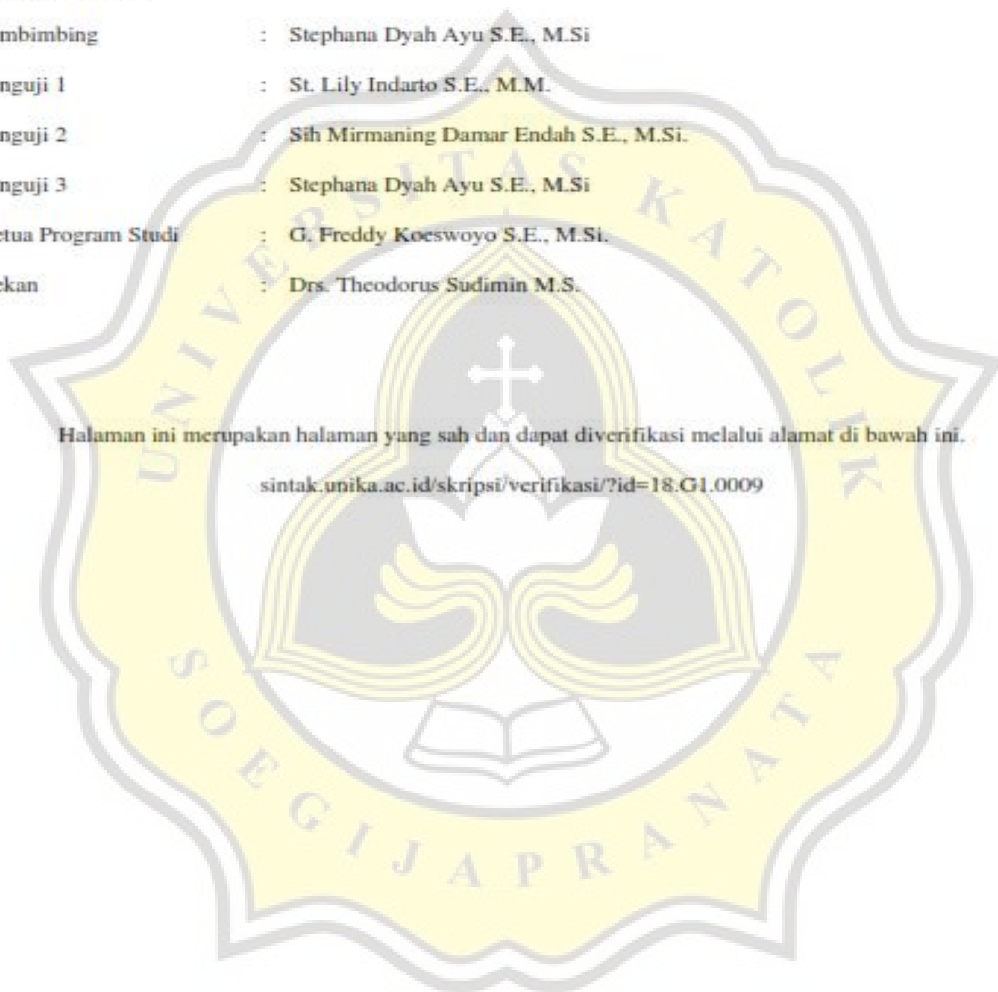 mbimbing : Stephana Dyah Ayu S.E., M.Si
nguji 1 : St. Lily Indarto S.E., M.M.
nguji 2 : Sih Mirmaning Damar Endah S.E., M.Si.
nguji 3 : Stephana Dyah Ayu S.E., M.Si
etua Program Studi : G. Freddy Koeswoyo S.E., M.Si.
ekan : Drs. Theodorus Sudimin M.S.
Halaman ini merupakan halaman yang sah dan dapat diverifikasi melalui alamat di bawah ini.
sintak.unika.ac.id/skripsi/verifikasi/?id=18.G1.0009
UNIVERSITAS KATOLIK
SOEGIJAPRANATA